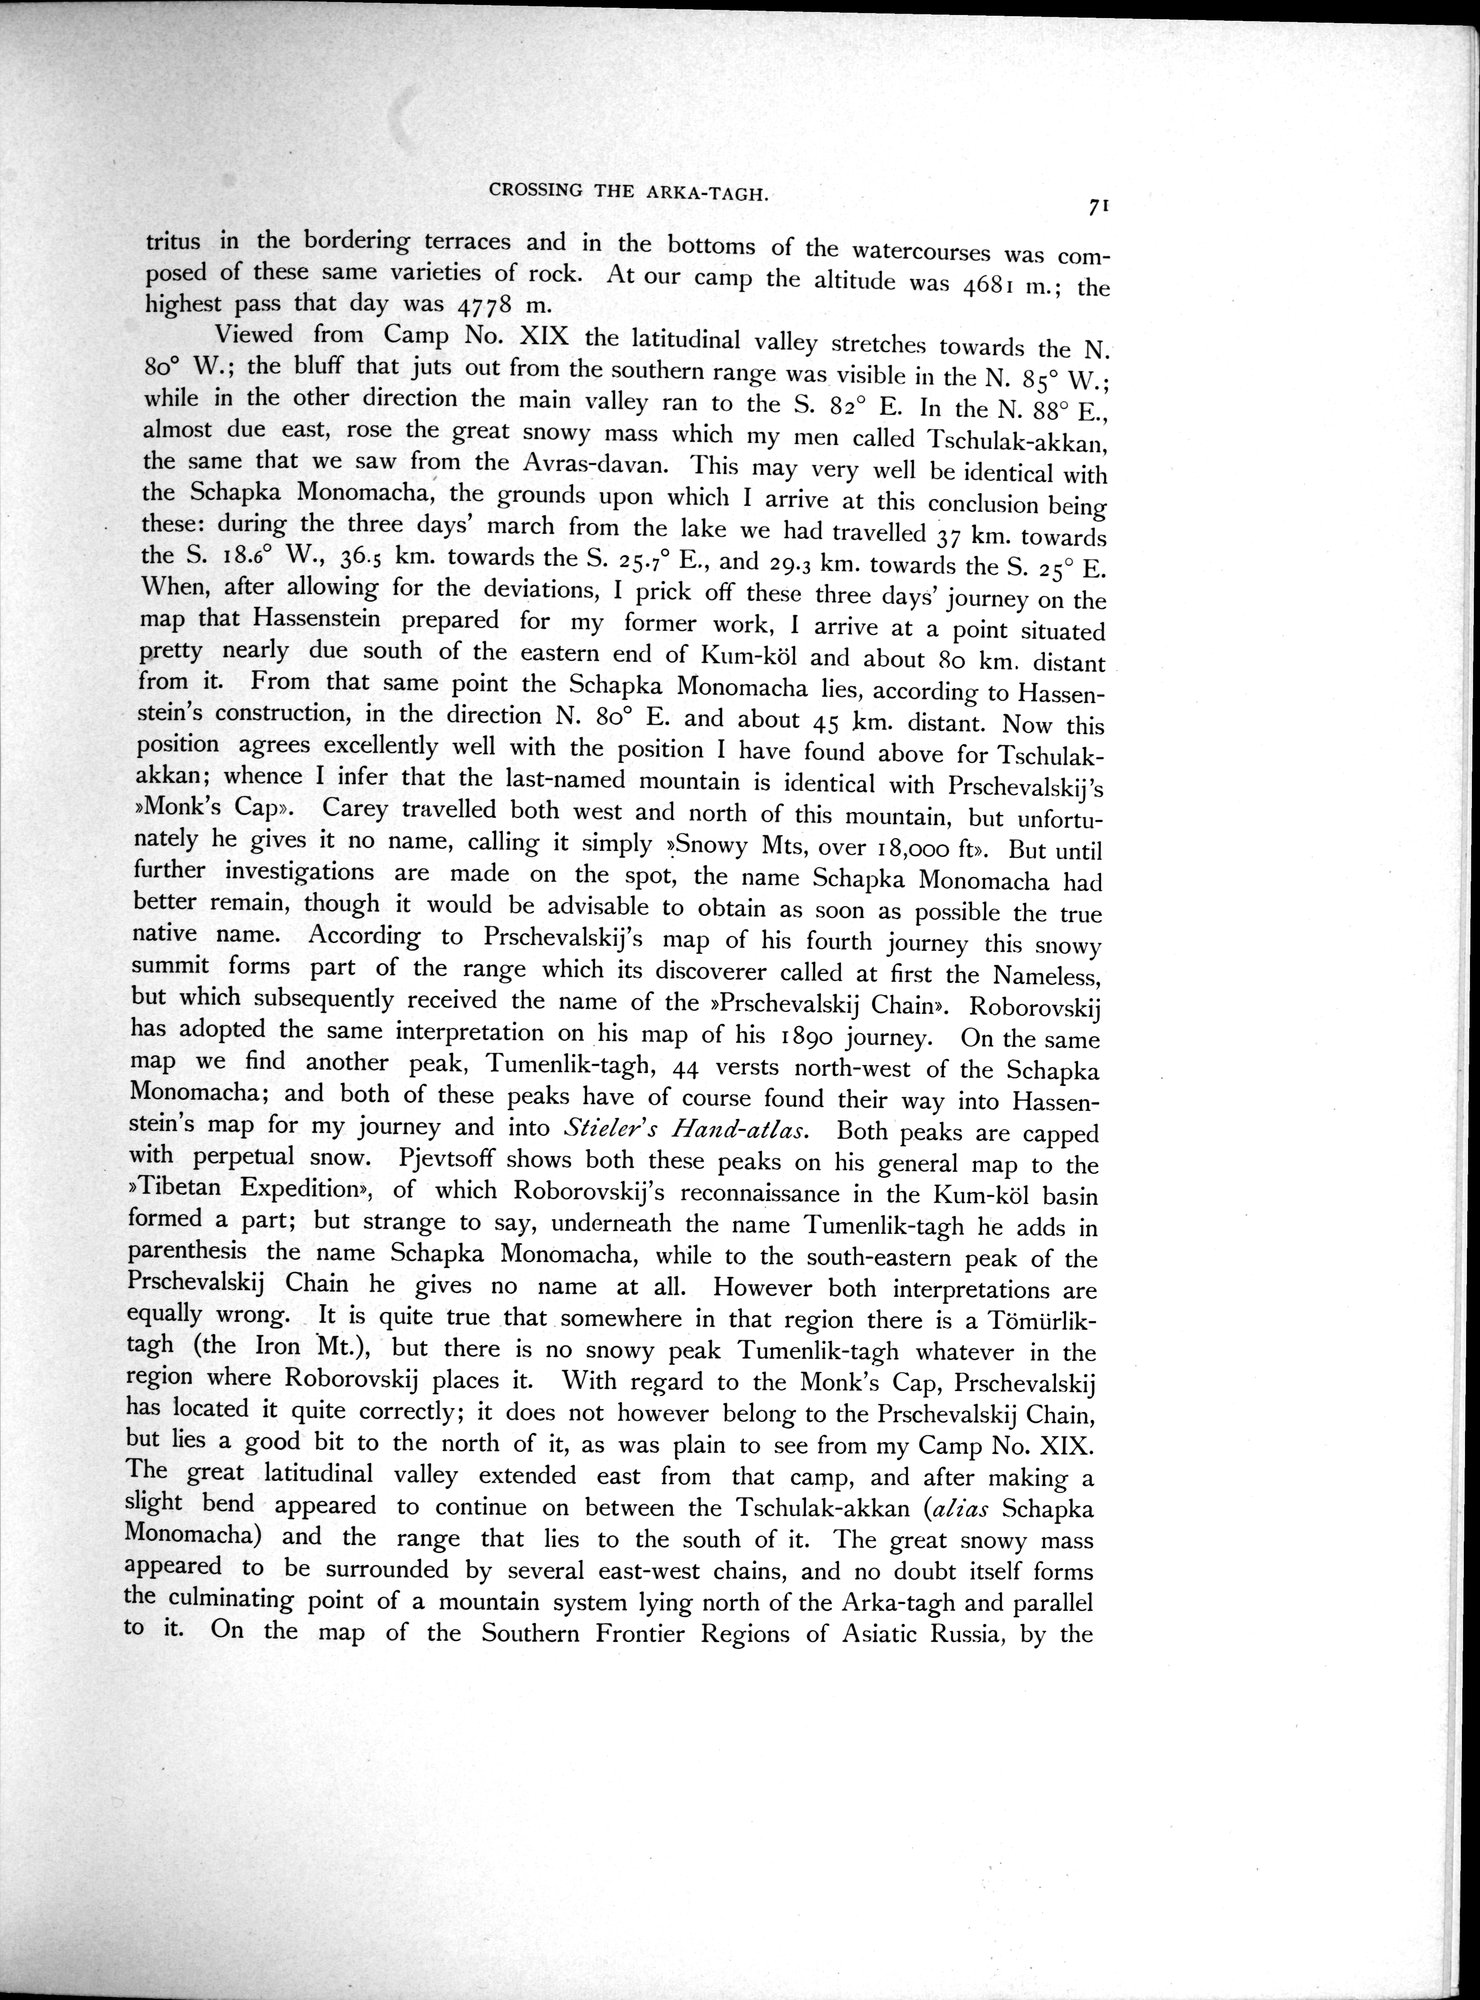 CROSSING THE ARKA-TAGH.
71
tritus in the bordering terraces and in the bottoms of the watercourses was com-
posed of these same varieties of rock. At our camp the altitude was 4681 m.; the
highest pass that day was 4778 m.
Viewed from Camp No. XIX the latitudinal valley stretches towards the N.
80° W.; the bluff that juts out from the southern range was visible in the N. 85° W.;
while in the other direction the main valley ran to the S. 82° E. In the N. 88° E.,
almost due east, rose the great snowy mass which my men called Tschulak-akkan,
the same that we saw from the Avras-davan. This may very well be identical with
the Schapka Monomacha, the grounds upon which I arrive at this conclusion being
these: during the three days' march from the lake we had travelled 37 km. towards
the S. 18.6° W., 36.5 km. towards the S. 25.7° E., and 29.3 km. towards the S. 25° E.
When, after allowing for the deviations, I prick off these three days' journey on the
map that Hassenstein prepared for my former work, I arrive at a point situated
pretty nearly due south of the eastern end of Kum-köl and about 80 km. distant
from it. From that same point the Schapka Monomacha lies, according to Hassen-
stein's construction, in the direction N. 80° E. and about 45 km. distant. Now this
position agrees excellently well with the position I have found above for Tschulak-
akkan; whence I infer that the last-named mountain is identical with Prschevalskij's
»Monk's Cap». Carey travelled both west and north of this mountain, but unfortu-
nately he gives it no name, calling it simply »Snowy Mts, over 18,000 ft». But until
further investigations are made on the spot, the name Schapka Monomacha had
better remain, though it would be advisable to obtain as soon as possible the true
native name. According to Prschevalskij's map of his fourth journey this snowy
summit forms part of the range which its discoverer called at first the Nameless,
but which subsequently received the name of the »Prschevalskij Chain». Roborovskij
has adopted the same interpretation on his map of his 1890 journey. On the same
map we find another peak, Tumenlik-tagh, 44 versts north-west of the Schapka
Monomacha; and both of these peaks have of course found their way into Hassen-
stein's map for my journey and into Stieler's Hand-atlas. Both peaks are capped
with perpetual snow. Pjevtsoff shows both these peaks on his general map to the
»Tibetan Expedition», of which Roborovskij's reconnaissance in the Kum-köl basin
formed a part; but strange to say, underneath the name Tumenlik-tagh he adds in
parenthesis the name Schapka Monomacha, while to the south-eastern peak of the
Prschevalskij Chain he gives no name at all. However both interpretations are
equally wrong. It is quite true that somewhere in that region there is a Tömürlik-
tagh (the Iron Mt.), but there is no snowy peak Tumenlik-tagh whatever in the
region where Roborovskij places it. With regard to the Monk's Cap, Prschevalskij
has located it quite correctly; it does not however belong to the Prschevalskij Chain,
but lies a good bit to the north of it, as was plain to see from my Camp No. XIX.
The great latitudinal valley extended east from that camp, and after making a
slight bend appeared to continue on between the Tschulak-akkan (alias Schapka
Monomacha) and the range that lies to the south of it. The great snowy mass
appeared to be surrounded by several east-west chains, and no doubt itself forms
the culminating point of a mountain system lying north of the Arka-tagh and parallel
to it. On the map of the Southern Frontier Regions of Asiatic Russia, by the